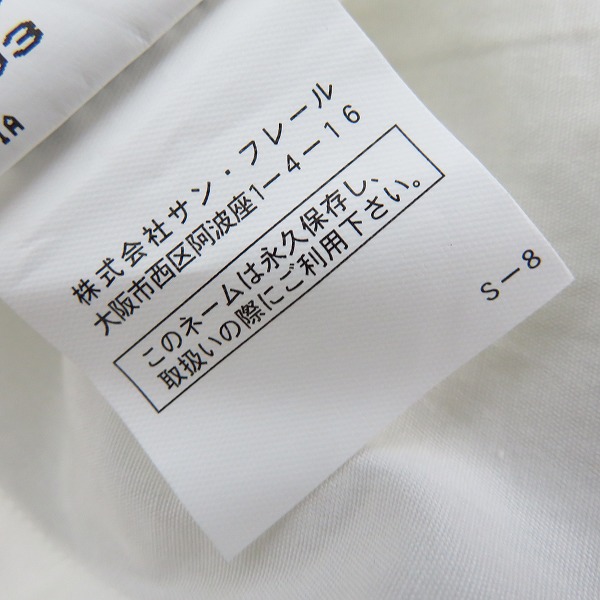 株式会社サン・フレール
大阪市西区阿波座1－4－16
このネームは永久保存し、
取扱いの際にご利用下さい。
S－8